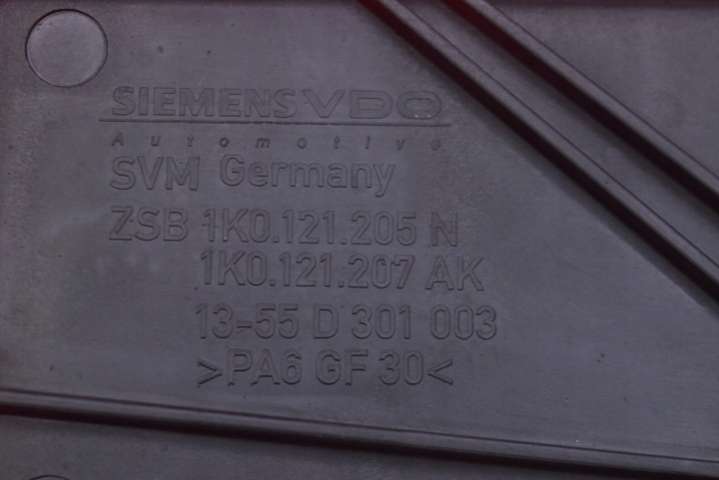 SIEMENS VDO
Automotive
SVM Germany
ZSB 1K0.121.205 N
1K0.121.207 AK
13-55 D 301 003
>PA6 GF 30<